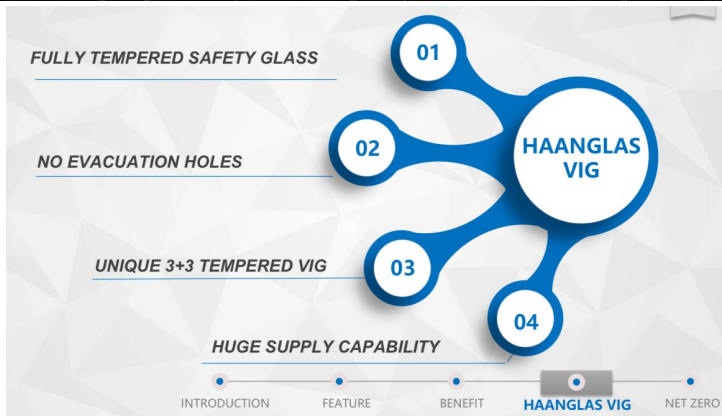 FULLY TEMPERED SAFETY GLASS
01
NO EVACUATION HOLES
02
HAANGLAS
VIG
UNIQUE 3+3 TEMPERED VIG
03
HUGE SUPPLY CAPABILITY
04
INTRODUCTION
FEATURE
BENEFIT
HAANGLAS VIG
NET ZERO